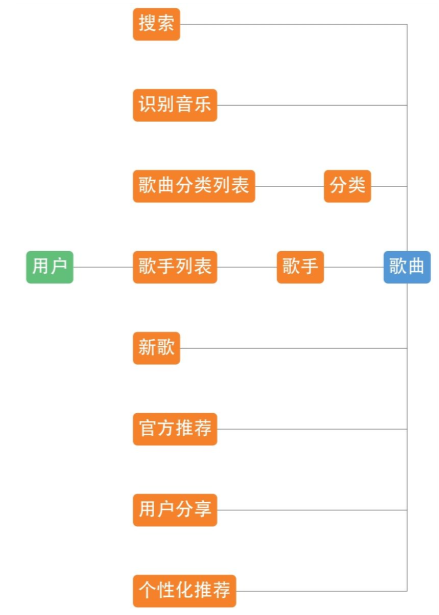 搜索
识别音乐
歌曲分类列表
分类
用户
歌手列表
歌手
歌曲
新歌
官方推荐
用户分享
个性化推荐